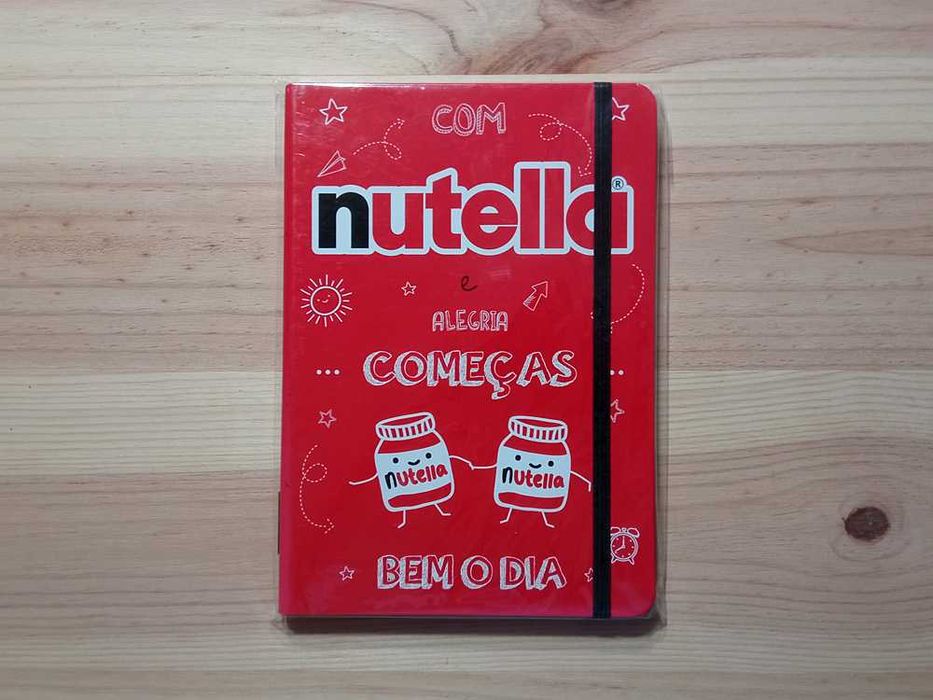 COM
nutella®
e
ALEGRIA
... COMEÇAS ...
nutella nutella
BEM O DIA